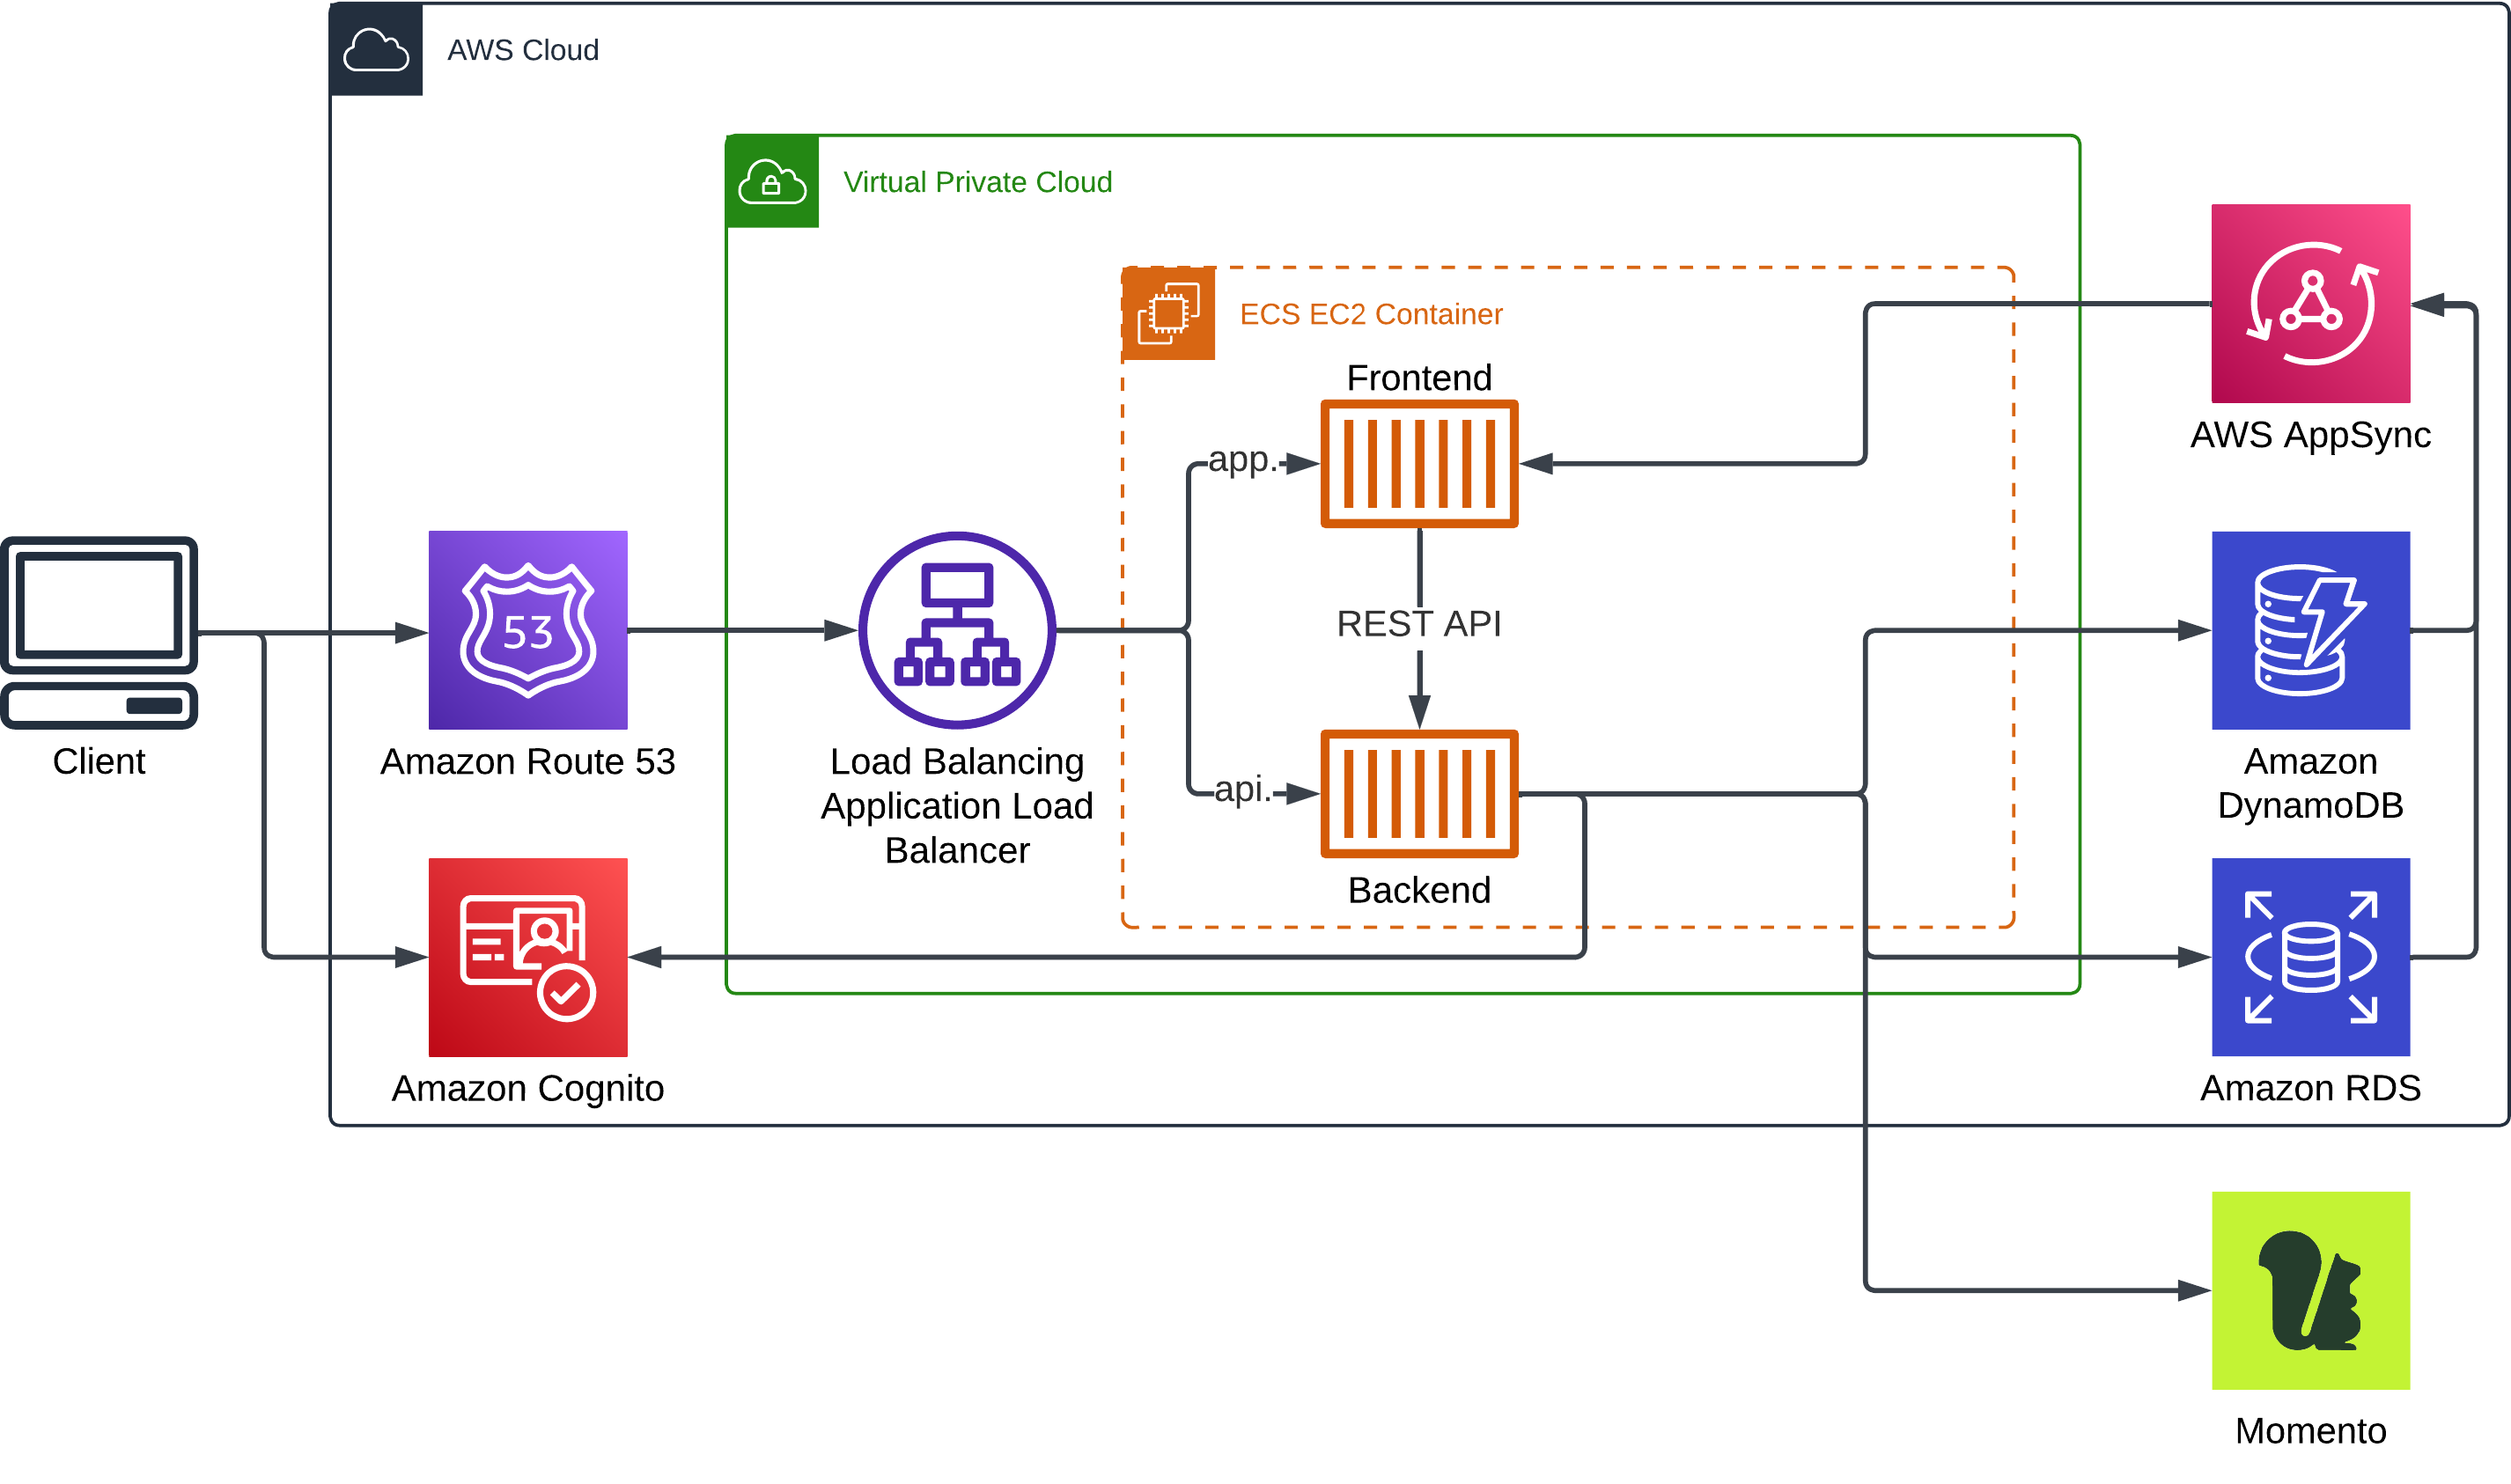 AWS Cloud
Virtual Private Cloud
ECS EC2 Container
Frontend
app.
AWS AppSync
53
REST API
Client
Amazon Route 53
Load Balancing
Application Load
Balancer
api.
Amazon
DynamoDB
Backend
Amazon Cognito
Amazon RDS
Momento